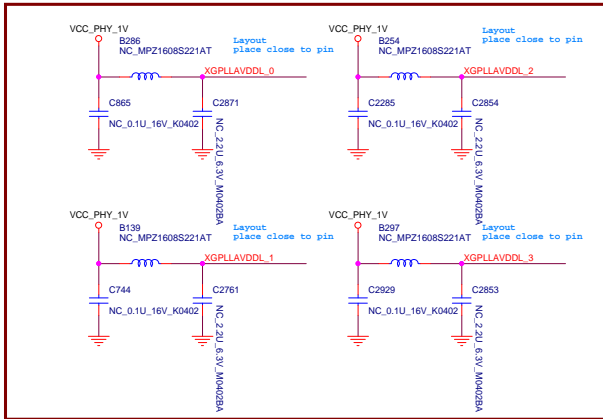 VCC_PHY_1V
B286
NC_MPZ1608S221AT
Layout
place close to pin
XGPLLAVDDL_0
C865
NC_0.1U_16V_K0402
C2871
NC_2.2U_6.3V_M0402BA
VCC_PHY_1V
B254
NC_MPZ1608S221AT
Layout
place close to pin
XGPLLAVDDL_2
C2285
NC_0.1U_16V_K0402
C2854
NC_2.2U_6.3V_M0402BA
VCC_PHY_1V
B139
NC_MPZ1608S221AT
Layout
place close to pin
XGPLLAVDDL_1
C744
NC_0.1U_16V_K0402
C2761
NC_2.2U_6.3V_M0402BA
VCC_PHY_1V
B297
NC_MPZ1608S221AT
Layout
place close to pin
XGPLLAVDDL_3
C2929
NC_0.1U_16V_K0402
C2853
NC_2.2U_6.3V_M0402BA